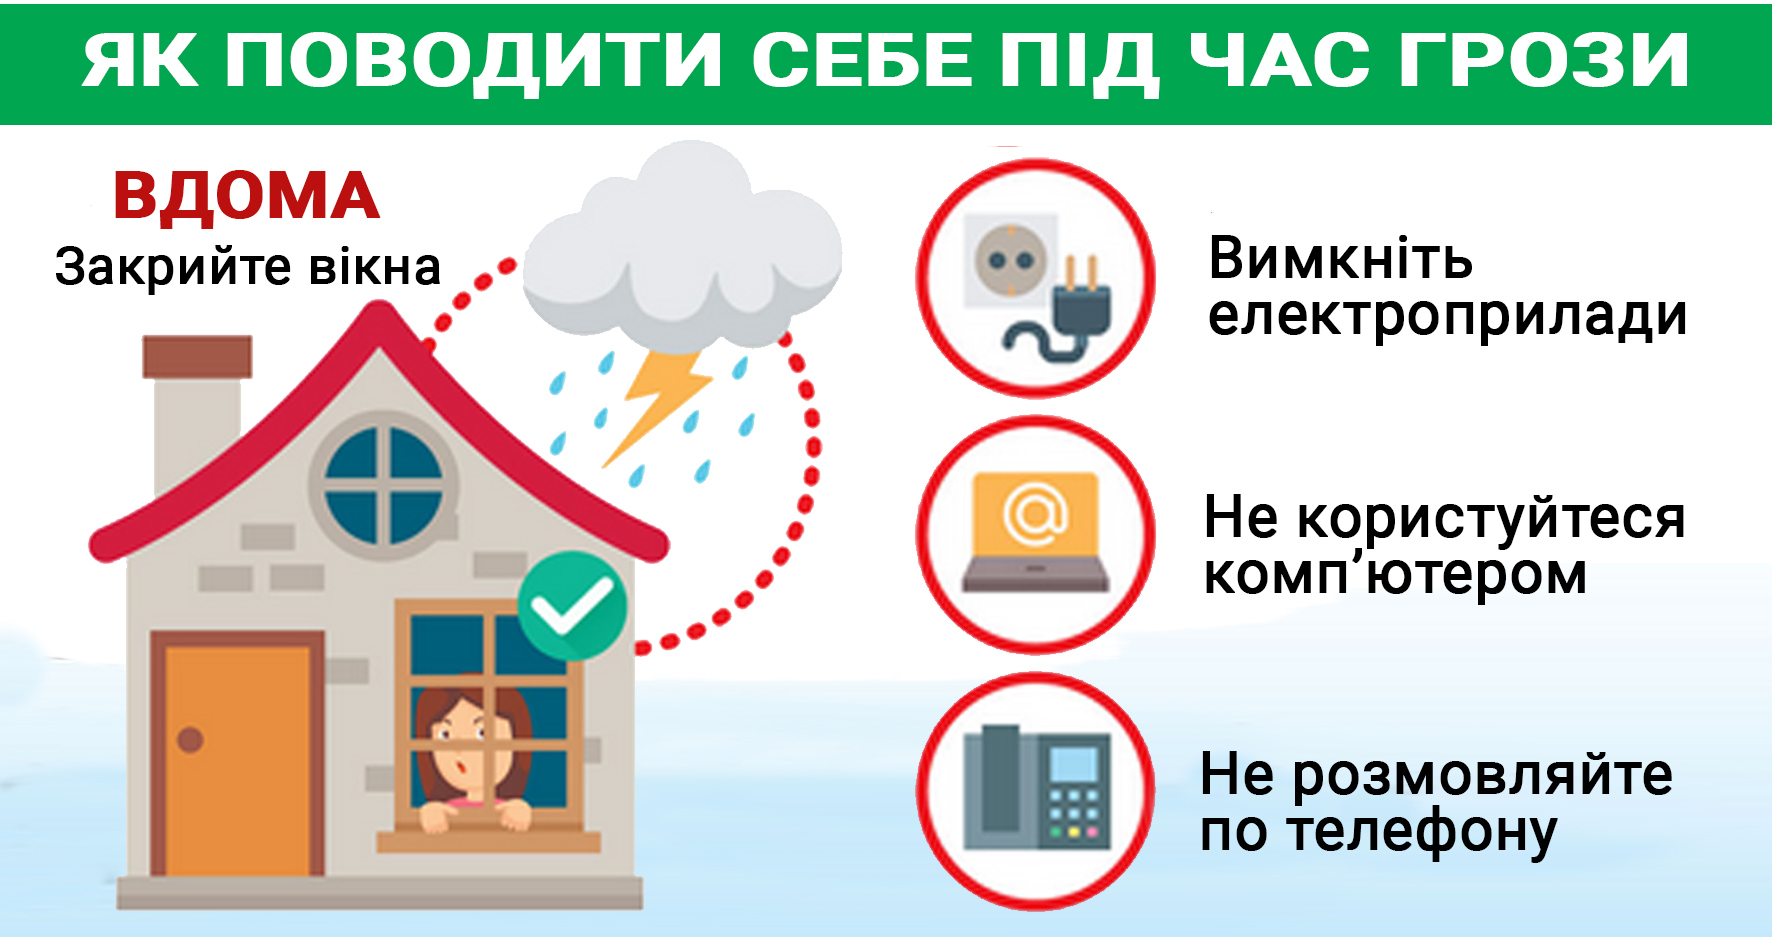 ЯК ПОВОДИТИ СЕБЕ ПІД ЧАС ГРОЗИ
ВДОМА
Закрийте вікна
Вимкніть
електроприлади
Не користуйтеся
комп’ютером
Не розмовляйте
по телефону